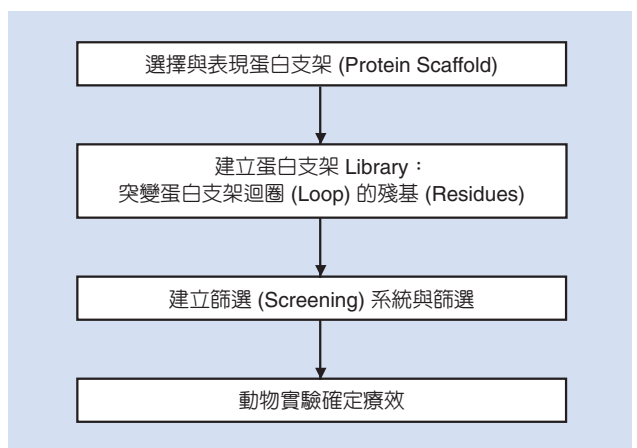 選擇與表現蛋白支架 (Protein Scaffold)
建立蛋白支架 Library：
突變蛋白支架迴圈 (Loop) 的殘基 (Residues)
建立篩選 (Screening) 系統與篩選
動物實驗確定療效